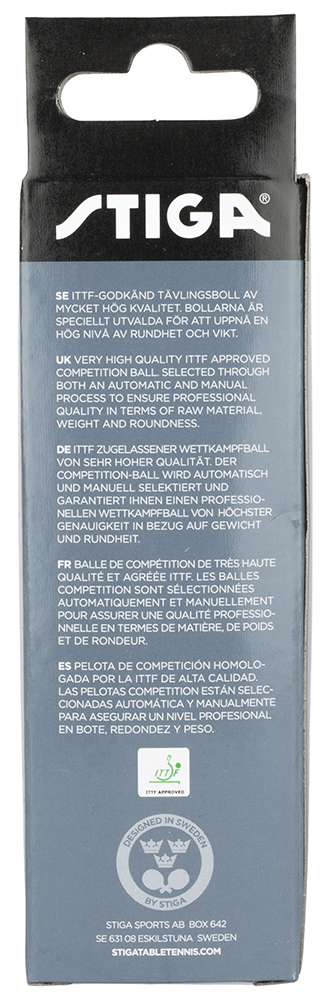 STIGA®
SE ITTF-GODKÄND TÄVLINGSBOLL AV
MYCKET HÖG KVALITET. BOLLARNA ÄR
SPECIELLT UTVALDA FÖR ATT UPPNÅ EN
HÖG NIVÅ AV RUNDHET OCH VIKT.
UK VERY HIGH QUALITY ITTF APPROVED
COMPETITION BALL. SELECTED THROUGH
BOTH AN AUTOMATIC AND MANUAL
PROCESS TO ENSURE PROFESSIONAL
QUALITY IN TERMS OF RAW MATERIAL,
WEIGHT AND ROUNDNESS.
DE ITTF ZUGELASSENER WETTKAMPFBALL
VON SEHR HOHER QUALITÄT. DER
COMPETITION-BALL WIRD AUTOMATISCH
UND MANUELL SELEKTIERT UND
GARANTIERT IHNEN EINEN PROFESSIO-
NELLEN WETTKAMPFBALL VON HÖCHSTER
GENAUIGKEIT IN BEZUG AUF GEWICHT
UND RUNDHEIT.
FR BALLE DE COMPÉTITION DE TRÈS HAUTE
QUALITÉ ET AGRÉÉE ITTF. LES BALLES
COMPETITION SONT SÉLECTIONNÉES
AUTOMATIQUEMENT ET MANUELLEMENT
POUR ASSURER UNE QUALITÉ PROFESSIO-
NNELLE EN TERMES DE MATIÈRE, DE POIDS
ET DE RONDEUR.
ES PELOTA DE COMPETICIÓN HOMOLO-
GADA POR LA ITTF DE ALTA CALIDAD.
LAS PELOTAS COMPETITION ESTÁN SELEC-
CIONADAS AUTOMÁTICA Y MANUALMENTE
PARA ASEGURAR UN NIVEL PROFESIONAL
EN BOTE, REDONDEZ Y PESO.
ITTF
ITTF APPROVED
DESIGNED IN SWEDEN
BY STIGA
STIGA SPORTS AB BOX 642
SE 631 08 ESKILSTUNA SWEDEN
STIGATABLETENNIS.COM